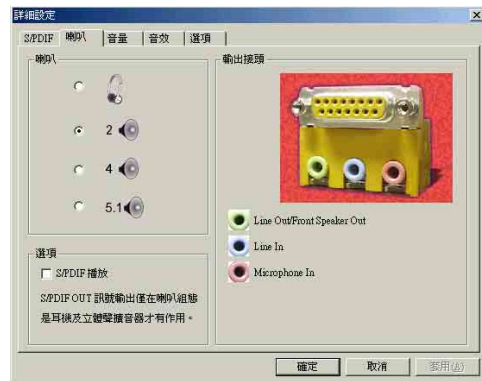 詳細設定
S/PDIF 喇叭 音量 音效 選項
喇叭
2
4
5.1
選項
S/PDIF 播放
S/PDIF OUT 訊號輸出僅在喇叭組態
是耳機及立體聲擴音器才有作用。
輸出接頭
Line Out/Front Speaker Out
Line In
Microphone In
確定 取消 套用(A)